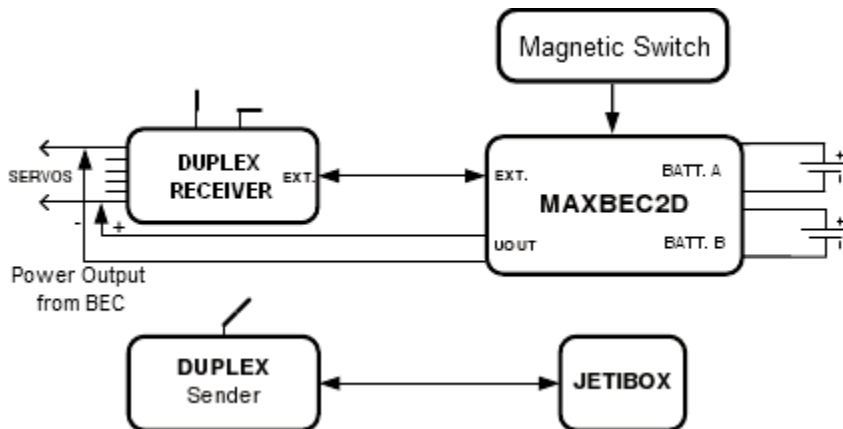 Magnetic Switch
DUPLEX
RECEIVER
EXT.
SERVOS
EXT.
BATT. A
MAXBEC2D
UOUT
BATT. B
+
-
+
-
-
+
Power Output
from BEC
DUPLEX
Sender
JETIBOX